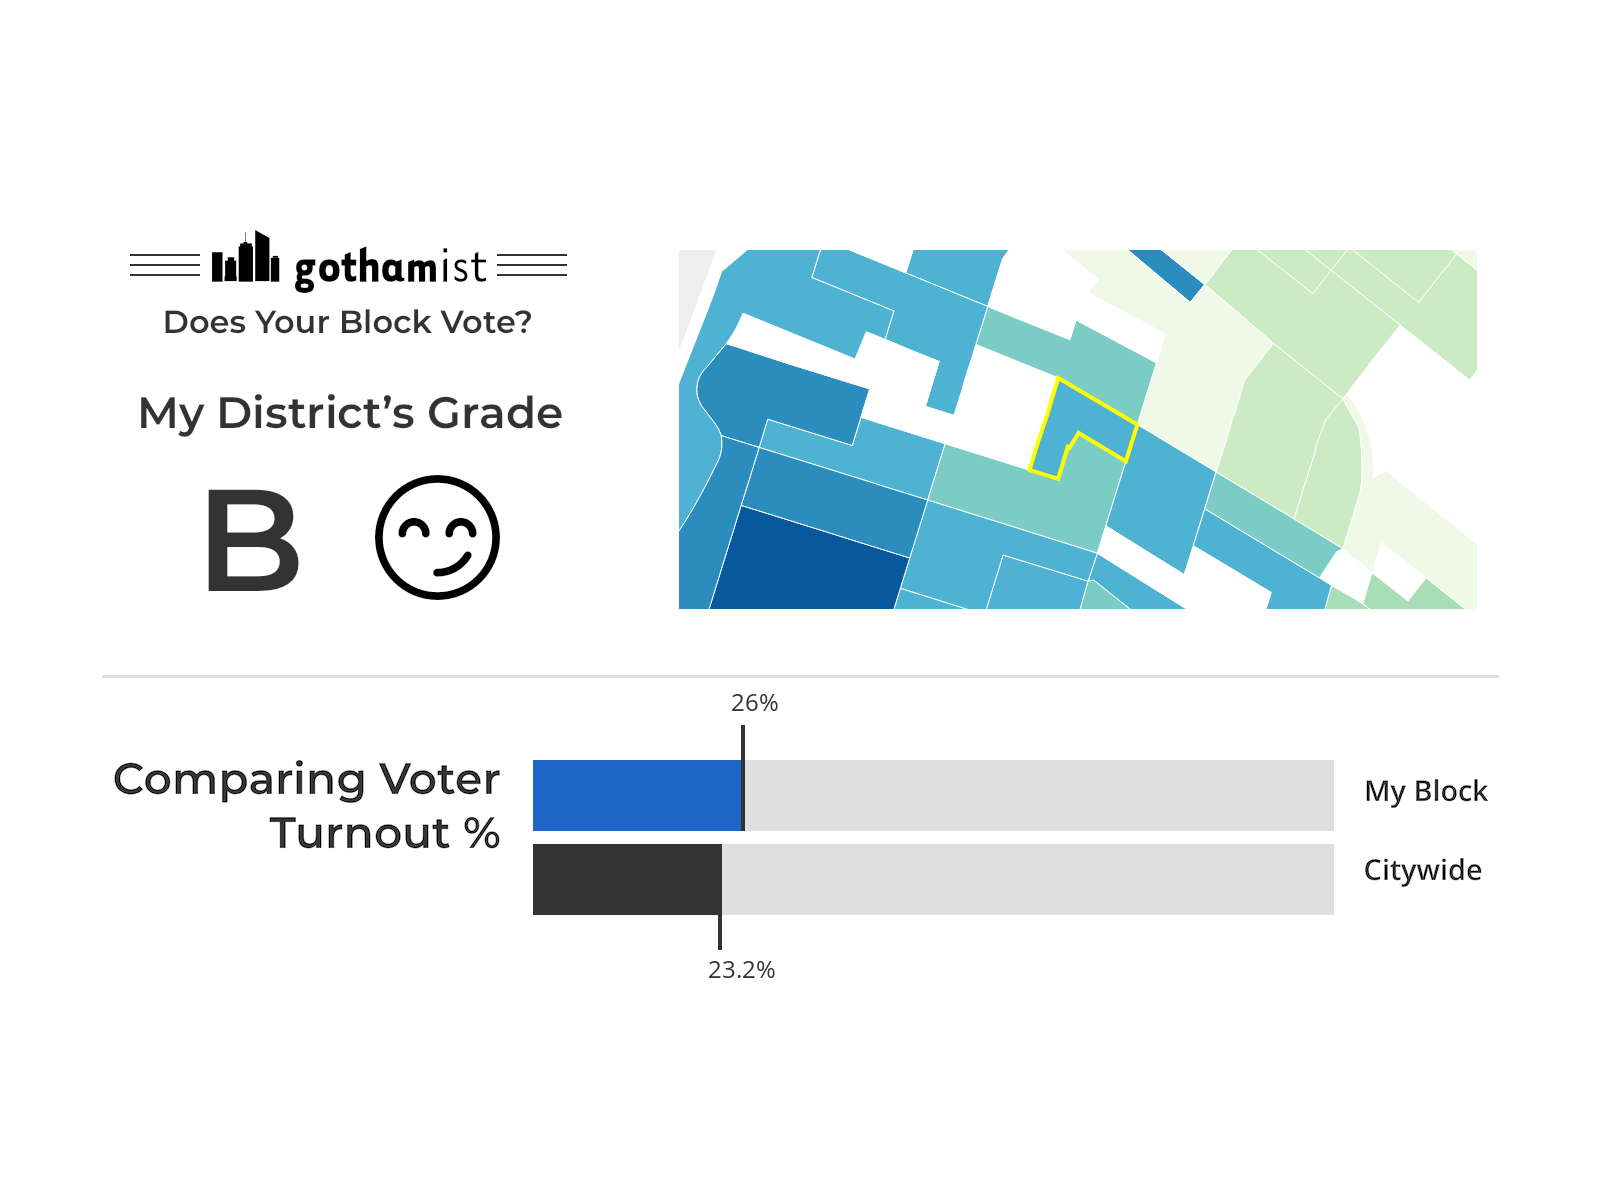 gothamist
Does Your Block Vote?
My District's Grade
B
26%
Comparing Voter
Turnout %
My Block
Citywide
23.2%